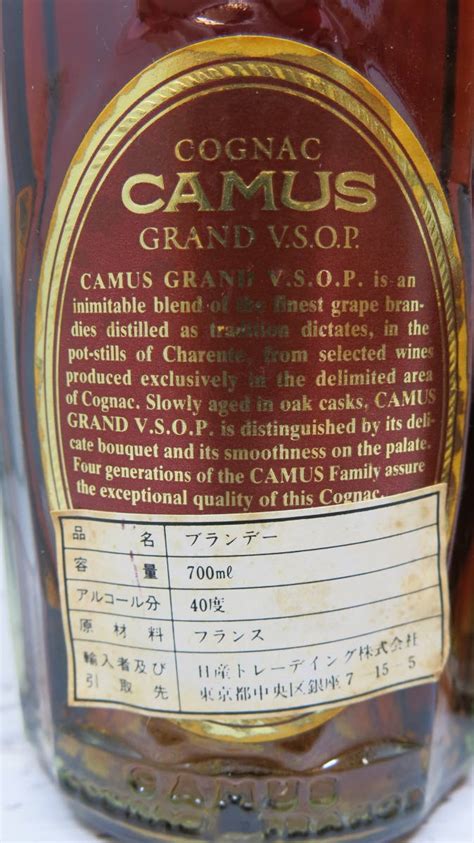 COGNAC
CAMUS
GRAND V.S.O.P.
CAMUS GRAND V.S.O.P. is an
inimitable blend of the finest grape bran-
dies distilled as tradition dictates, in the
pot-stills of Charente, from selected wines
produced exclusively in the delimited area
of Cognac. Slowly aged in oak casks, CAMUS
GRAND V.S.O.P. is distinguished by its deli-
cate bouquet and its smoothness on the palate.
Four generations of the CAMUS Family assure
the exceptional quality of this Cognac.
品名 ブランデー
容量 700ml
アルコール分 40度
原材料 フランス
輸入者及び 日産トレーデイング株式会社
引取先 東京都中央区銀座7-15-5
CAMUS